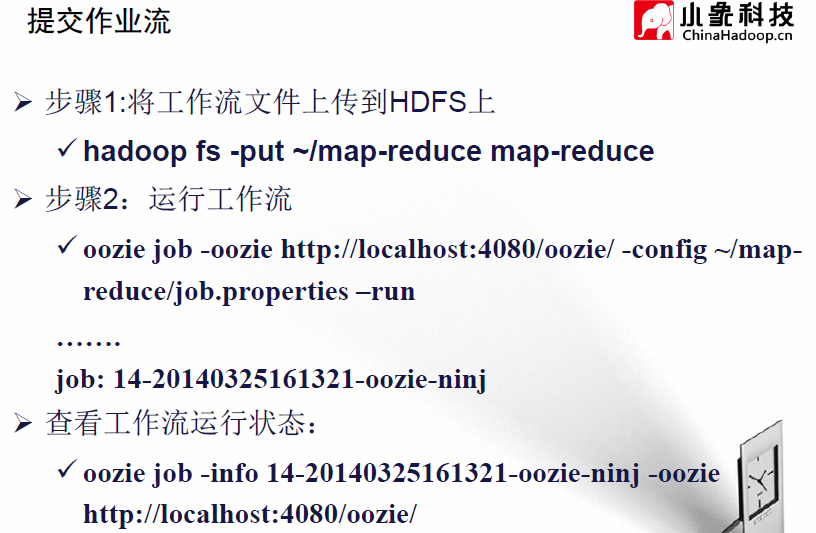 提交作业流
小象科技
ChinaHadoop.cn
➢ 步骤1:将工作流文件上传到HDFS上
✓ hadoop fs -put ~/map-reduce map-reduce
➢ 步骤2：运行工作流
✓ oozie job -oozie http://localhost:4080/oozie/ -config ~/map-
reduce/job.properties –run
…….
job: 14-20140325161321-oozie-ninj
➢ 查看工作流运行状态：
✓ oozie job -info 14-20140325161321-oozie-ninj -oozie
http://localhost:4080/oozie/